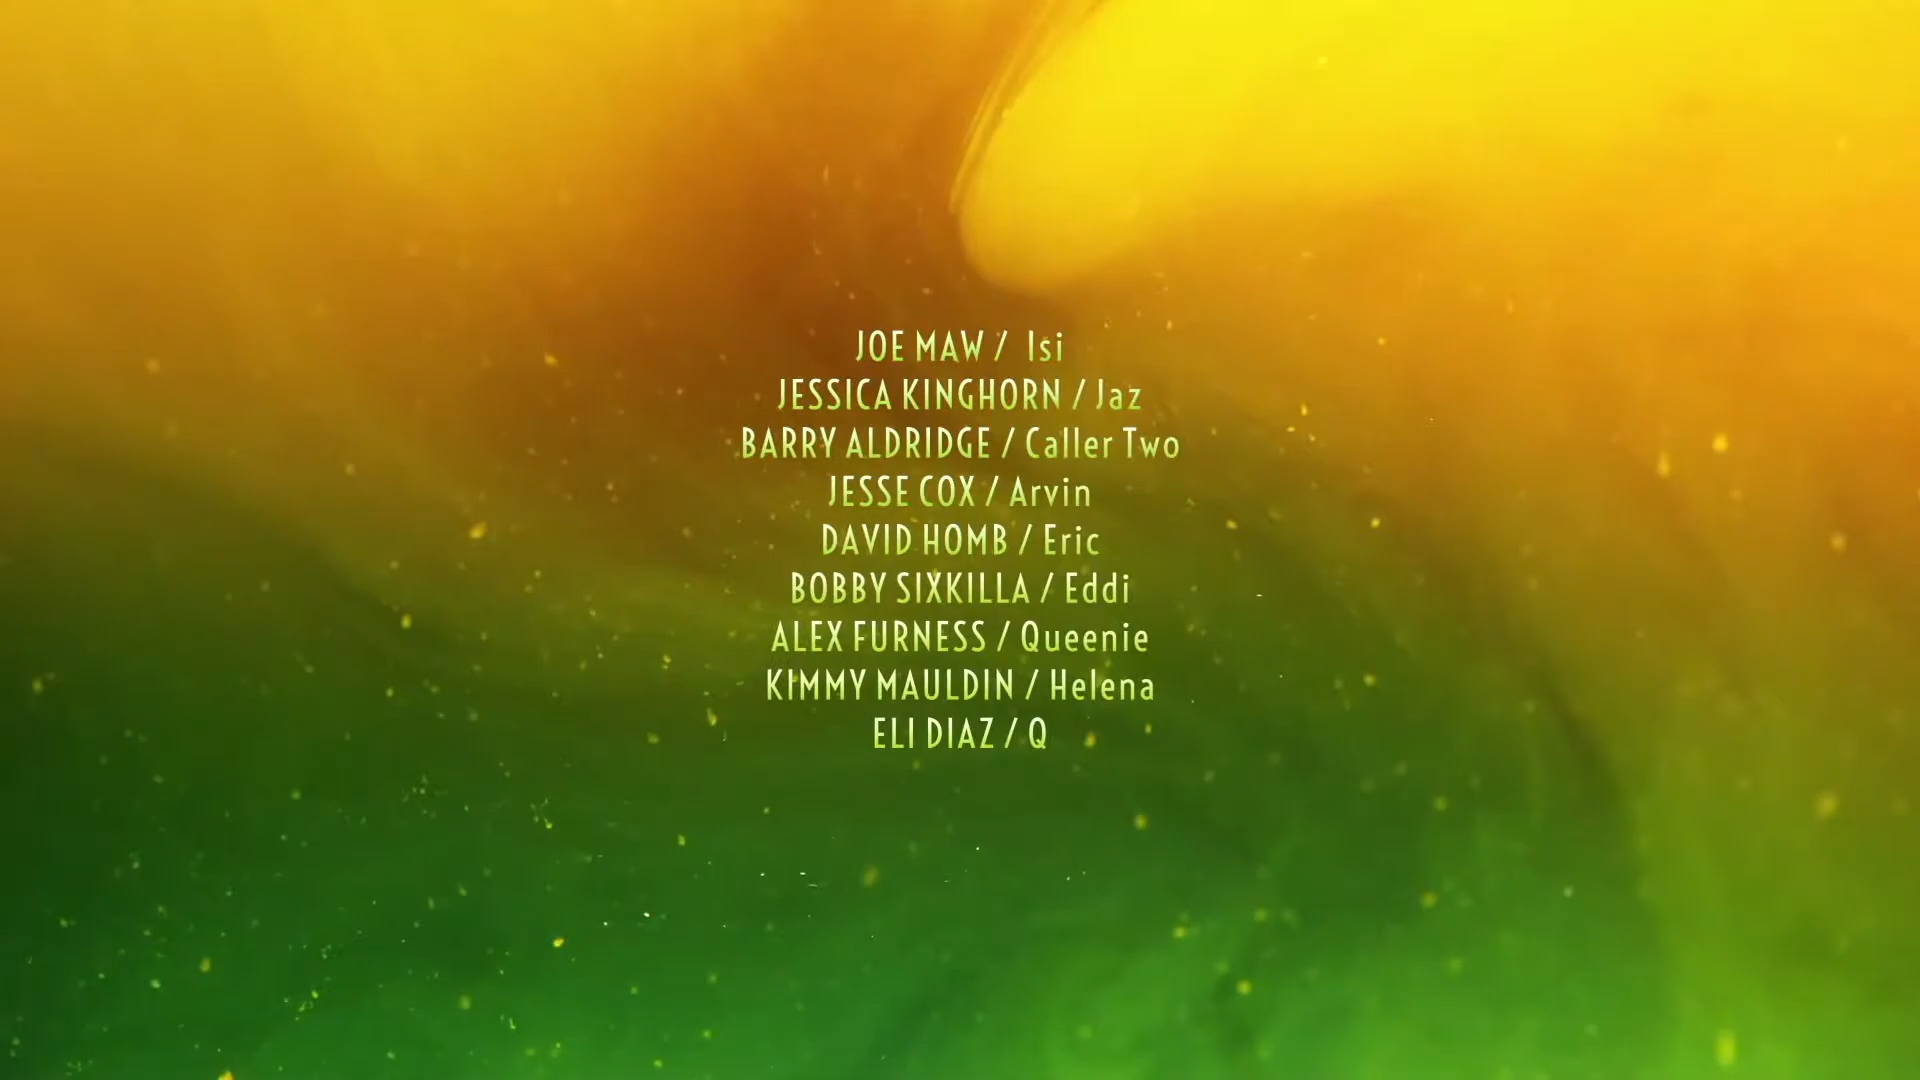 JOE MAW / Isi
JESSICA KINGHORN / Jaz
BARRY ALDRIDGE / Caller Two
JESSE COX / Arvin
DAVID HOMB / Eric
BOBBY SIXKILLA / Eddi
ALEX FURNESS / Queenie
KIMMY MAULDIN / Helena
ELI DIAZ / Q